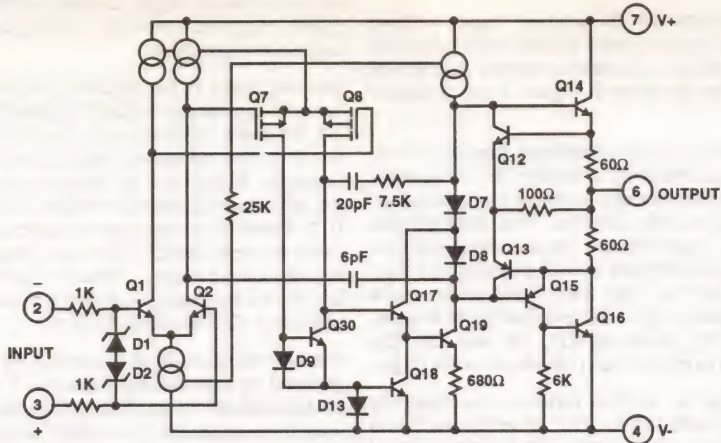 7 V+
Q7
Q8
Q14
Q12
60Ω
6 OUTPUT
100Ω
60Ω
20pF
7.5K
D7
25K
D8
Q13
6pF
Q15
Q1
Q2
Q17
Q16
−
2
1K
Q30
Q19
D1
INPUT
D9
D2
Q18
680Ω
6K
1K
D13
3
+
4 V-